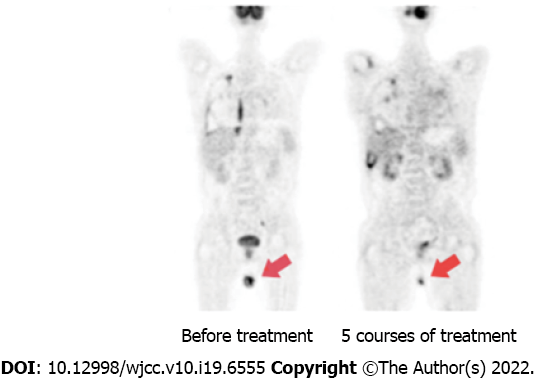 Before treatment
5 courses of treatment
DOI: 10.12998/wjcc.v10.i19.6555 Copyright ©The Author(s) 2022.